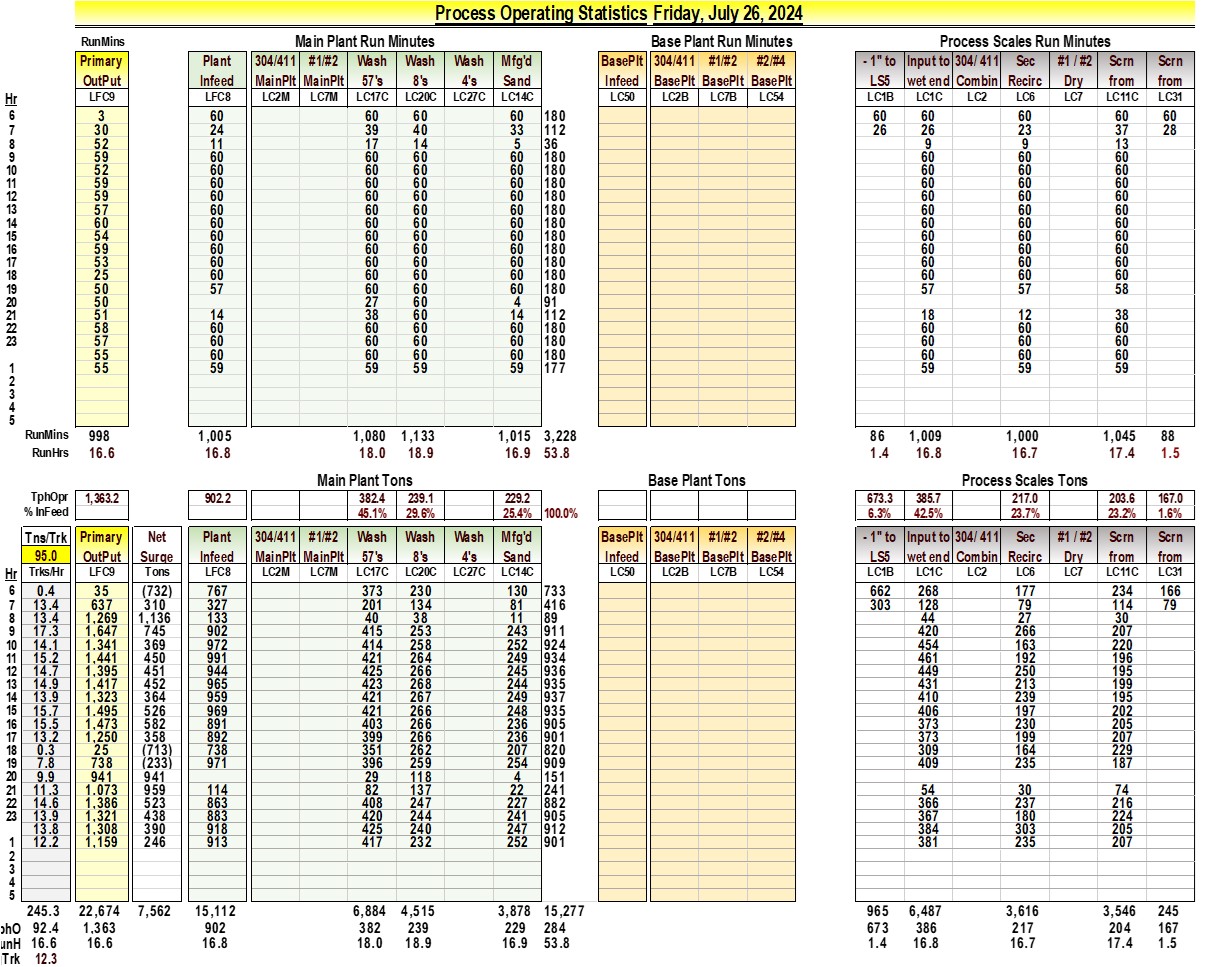 Process Operating Statistics Friday, July 26, 2024
RunMins Main Plant Run Minutes Base Plant Run Minutes Process Scales Run Minutes
Primary Plant 304/411 #1/#2 Wash Wash Wash Mfg'd BasePlt 304/411 #1/#2 #2/#4 - 1" to Input to 304/ 411 Sec #1 / #2 Scrn Scrn
OutPut Infeed MainPlt MainPlt 57's 8's 4's Sand Infeed BasePlt BasePlt BasePlt LS5 wet end Combin Recirc Dry from from
Hr LFC9 LFC8 LC2M LC7M LC17C LC20C LC27C LC14C LC50 LC2B LC7B LC54 LC1B LC1C LC2 LC6 LC7 LC11C LC31
6 3 60 60 60 60 180 60 60 60 60 60
7 30 24 39 40 33 112 26 26 23 37 28
8 52 11 17 14 5 36 9 9 13
9 59 60 60 60 60 180 60 60 60
10 52 60 60 60 60 180 60 60 60
11 59 60 60 60 60 180 60 60 60
12 59 60 60 60 60 180 60 60 60
13 57 60 60 60 60 180 60 60 60
14 60 60 60 60 60 180 60 60 60
15 54 60 60 60 60 180 60 60 60
16 59 60 60 60 60 180 60 60 60
17 53 60 60 60 60 180 60 60 60
18 25 60 60 60 60 180 60 60 60
19 50 57 60 60 60 180 57 57 58
20 50 27 60 4 91
21 51 14 38 60 14 112 18 12 38
22 58 60 60 60 60 180 60 60 60
23 57 60 60 60 60 180 60 60 60
55 60 60 60 60 180 60 60 60
1 55 59 59 59 59 177 59 59 59
2
3
4
5
RunMins 998 1,005 1,080 1,133 1,015 3,228 86 1,009 1,000 1,045 88
RunHrs 16.6 16.8 18.0 18.9 16.9 53.8 1.4 16.8 16.7 17.4 1.5
Main Plant Tons Base Plant Tons Process Scales Tons
TphOpr 1,363.2 902.2 382.4 239.1 229.2 673.3 385.7 217.0 203.6 167.0
% InFeed 45.1% 29.6% 25.4% 100.0% 6.3% 42.5% 23.7% 23.2% 1.6%
Tns/Trk Primary Net Plant 304/411 #1/#2 Wash Wash Wash Mfg'd BasePlt 304/411 #1/#2 #2/#4 - 1" to Input to 304/ 411 Sec #1 / #2 Scrn Scrn
95.0 OutPut Surge Infeed MainPlt MainPlt 57's 8's 4's Sand Infeed BasePlt BasePlt BasePlt LS5 wet end Combin Recirc Dry from from
Hr Trks/Hr LFC9 Tons LFC8 LC2M LC7M LC17C LC20C LC27C LC14C LC50 LC2B LC7B LC54 LC1B LC1C LC2 LC6 LC7 LC11C LC31
6 0.4 35 (732) 767 373 230 130 733 662 268 177 234 166
7 13.4 637 310 327 201 134 81 416 303 128 79 114 79
8 13.4 1,269 1,136 133 40 38 11 89 44 27 30
9 17.3 1,647 745 902 415 253 243 911 420 266 207
10 14.1 1,341 369 972 414 258 252 924 454 163 220
11 15.2 1,441 450 991 421 264 249 934 461 192 196
12 14.7 1,395 451 944 425 266 245 936 449 250 195
13 14.9 1,417 452 965 423 268 244 935 431 213 199
14 13.9 1,323 364 959 421 267 249 937 410 239 195
15 15.7 1,495 526 969 421 266 248 935 406 197 202
16 15.5 1,473 582 891 403 266 236 905 373 230 205
17 13.2 1,250 358 892 399 266 236 901 373 199 207
18 0.3 25 (713) 738 351 262 207 820 309 164 229
19 7.8 738 (233) 971 396 259 254 909 409 235 187
20 9.9 941 941 29 118 4 151
21 11.3 1,073 959 114 82 137 22 241 54 30 74
22 14.6 1,386 523 863 408 247 227 882 366 237 216
23 13.9 1,321 438 883 420 244 241 905 367 180 224
13.8 1,308 390 918 425 240 247 912 384 303 205
1 12.2 1,159 246 913 417 232 252 901 381 235 207
2
3
4
5
245.3 22,674 7,562 15,112 6,884 4,515 3,878 15,277 965 6,487 3,616 3,546 245
phO 92.4 1,363 902 382 239 229 284 673 386 217 204 167
unH 16.6 16.6 16.8 18.0 18.9 16.9 53.8 1.4 16.8 16.7 17.4 1.5
Trk 12.3